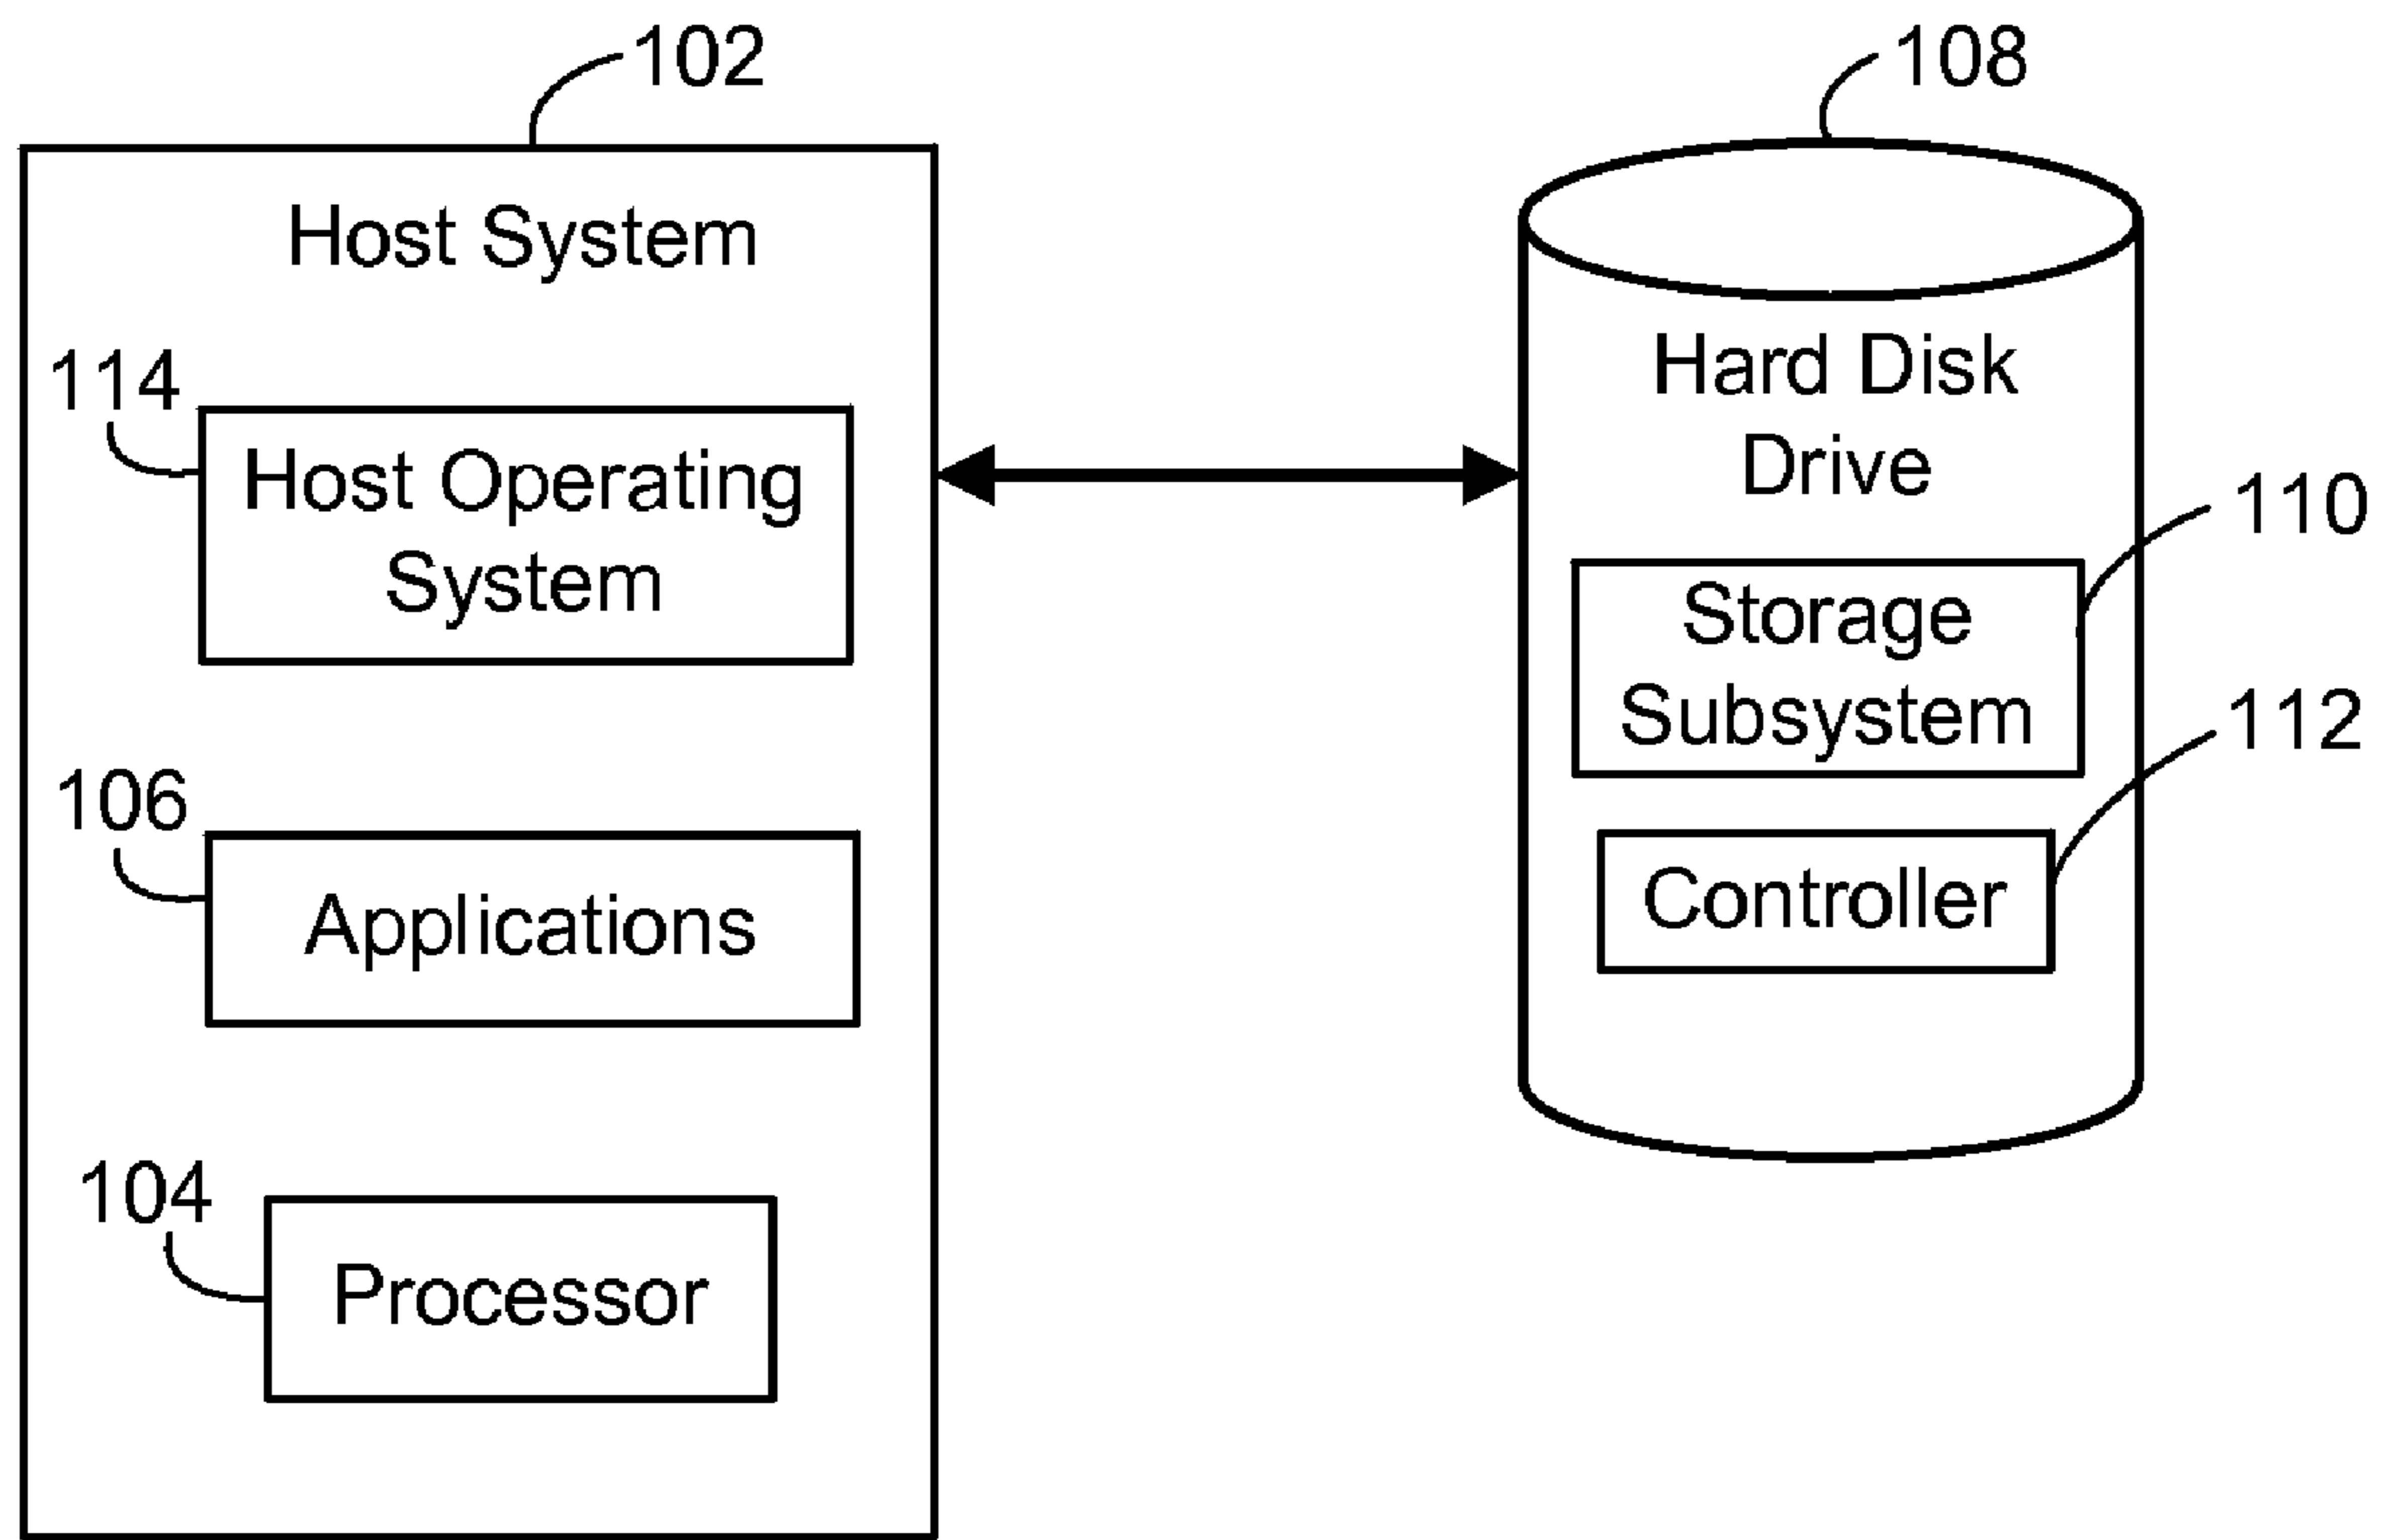 102
Host System
114
Host Operating
System
106
Applications
104
Processor
108
Hard Disk
Drive
110
Storage
Subsystem
112
Controller